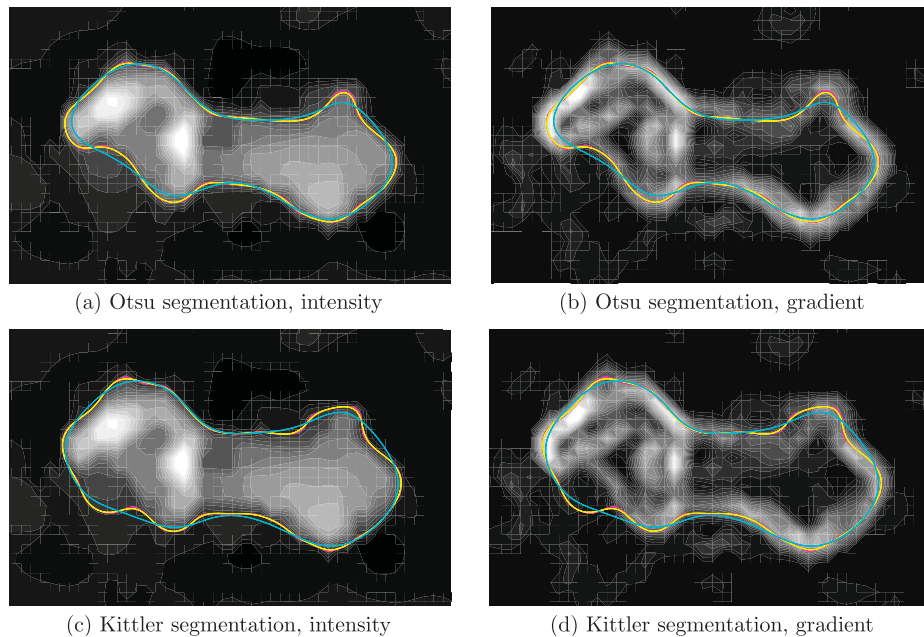 (a) Otsu segmentation, intensity
(b) Otsu segmentation, gradient
(c) Kittler segmentation, intensity
(d) Kittler segmentation, gradient